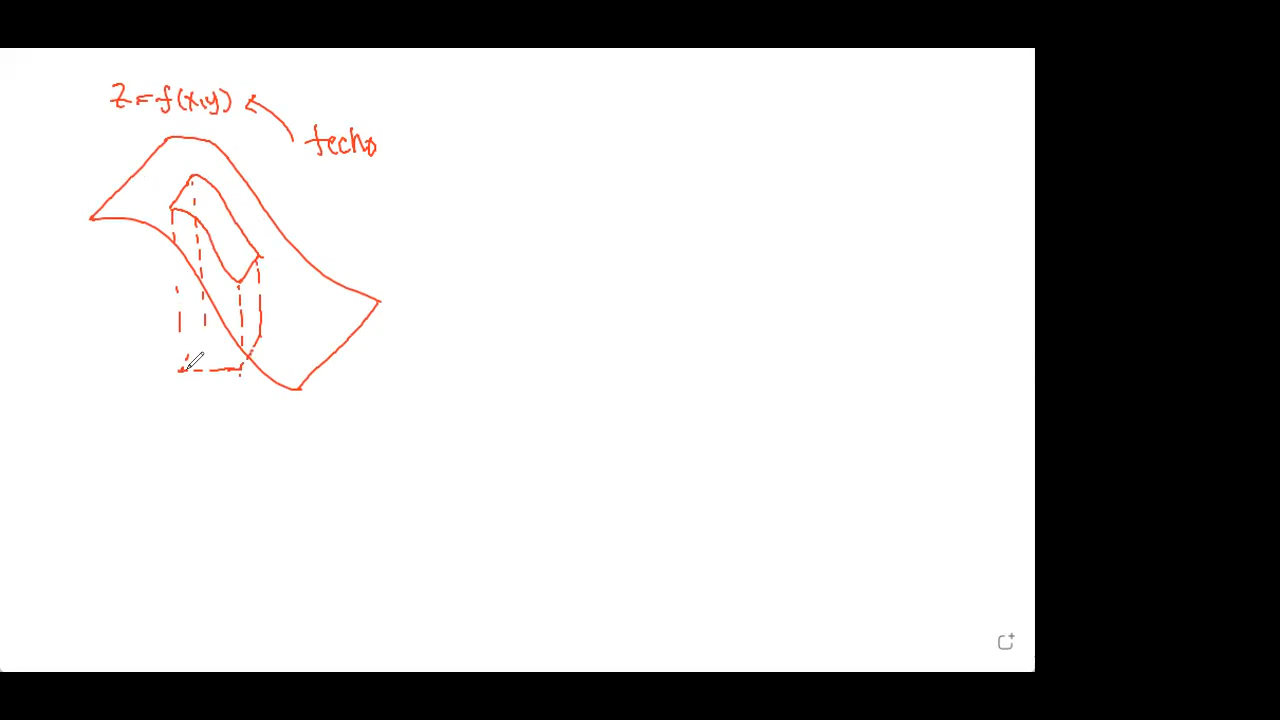 z = f(x,y)
techo